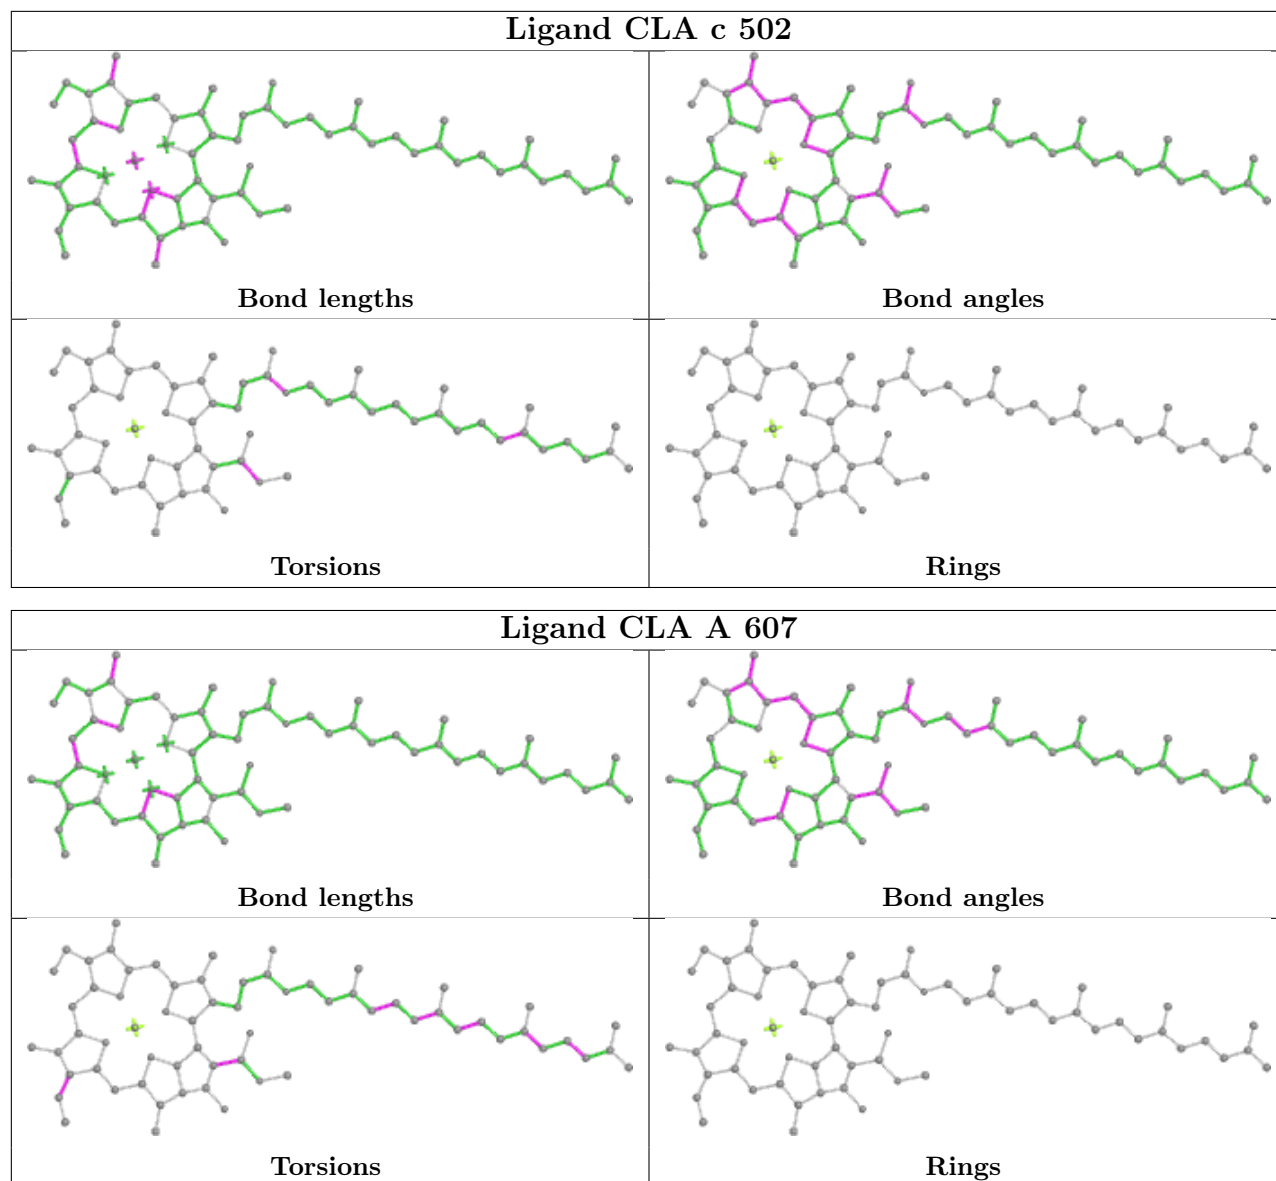 Ligand CLA c 502
Bond lengths
Bond angles
Torsions
Rings
Ligand CLA A 607
Bond lengths
Bond angles
Torsions
Rings